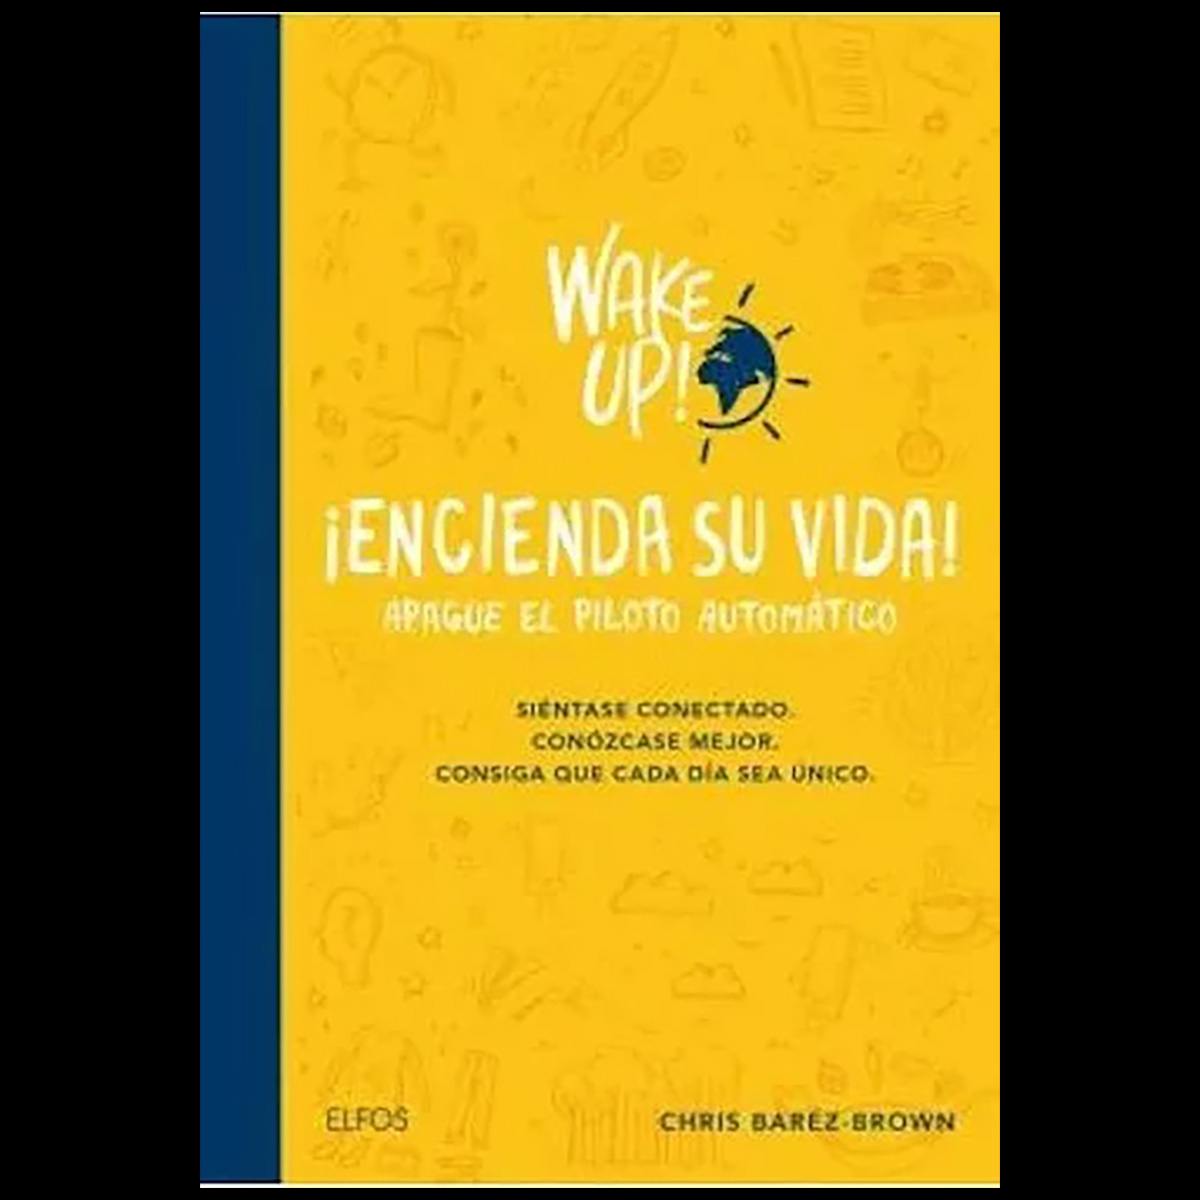 WAKE
UP!
¡ENCIENDA SU VIDA!
APAGUE EL PILOTO AUTOMÁTICO
SIÉNTASE CONECTADO.
CONÓZCASE MEJOR.
CONSIGA QUE CADA DÍA SEA ÚNICO.
ELFOS
CHRIS BARÉZ-BROWN